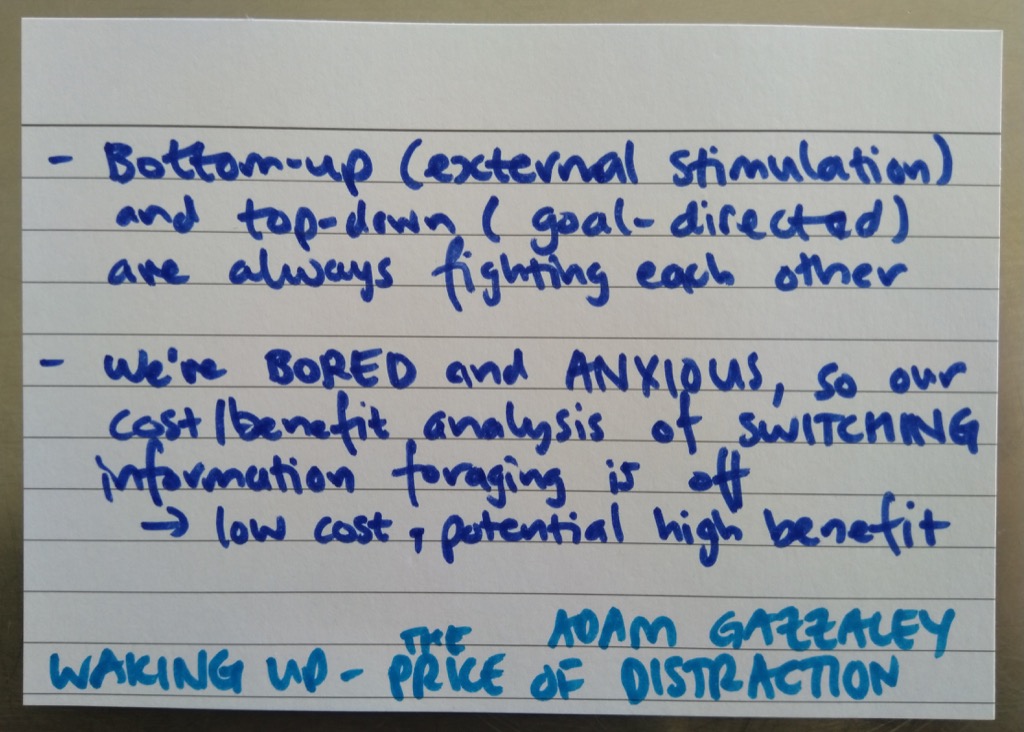 - Bottom-up (external stimulation)
and top-down (goal-directed)
are always fighting each other
- We're BORED and ANXIOUS, so our
cost/benefit analysis of SWITCHING
information foraging is off
→ low cost, potential high benefit
ADAM GAZZALEY
WAKING UP - THE PRICE OF DISTRACTION